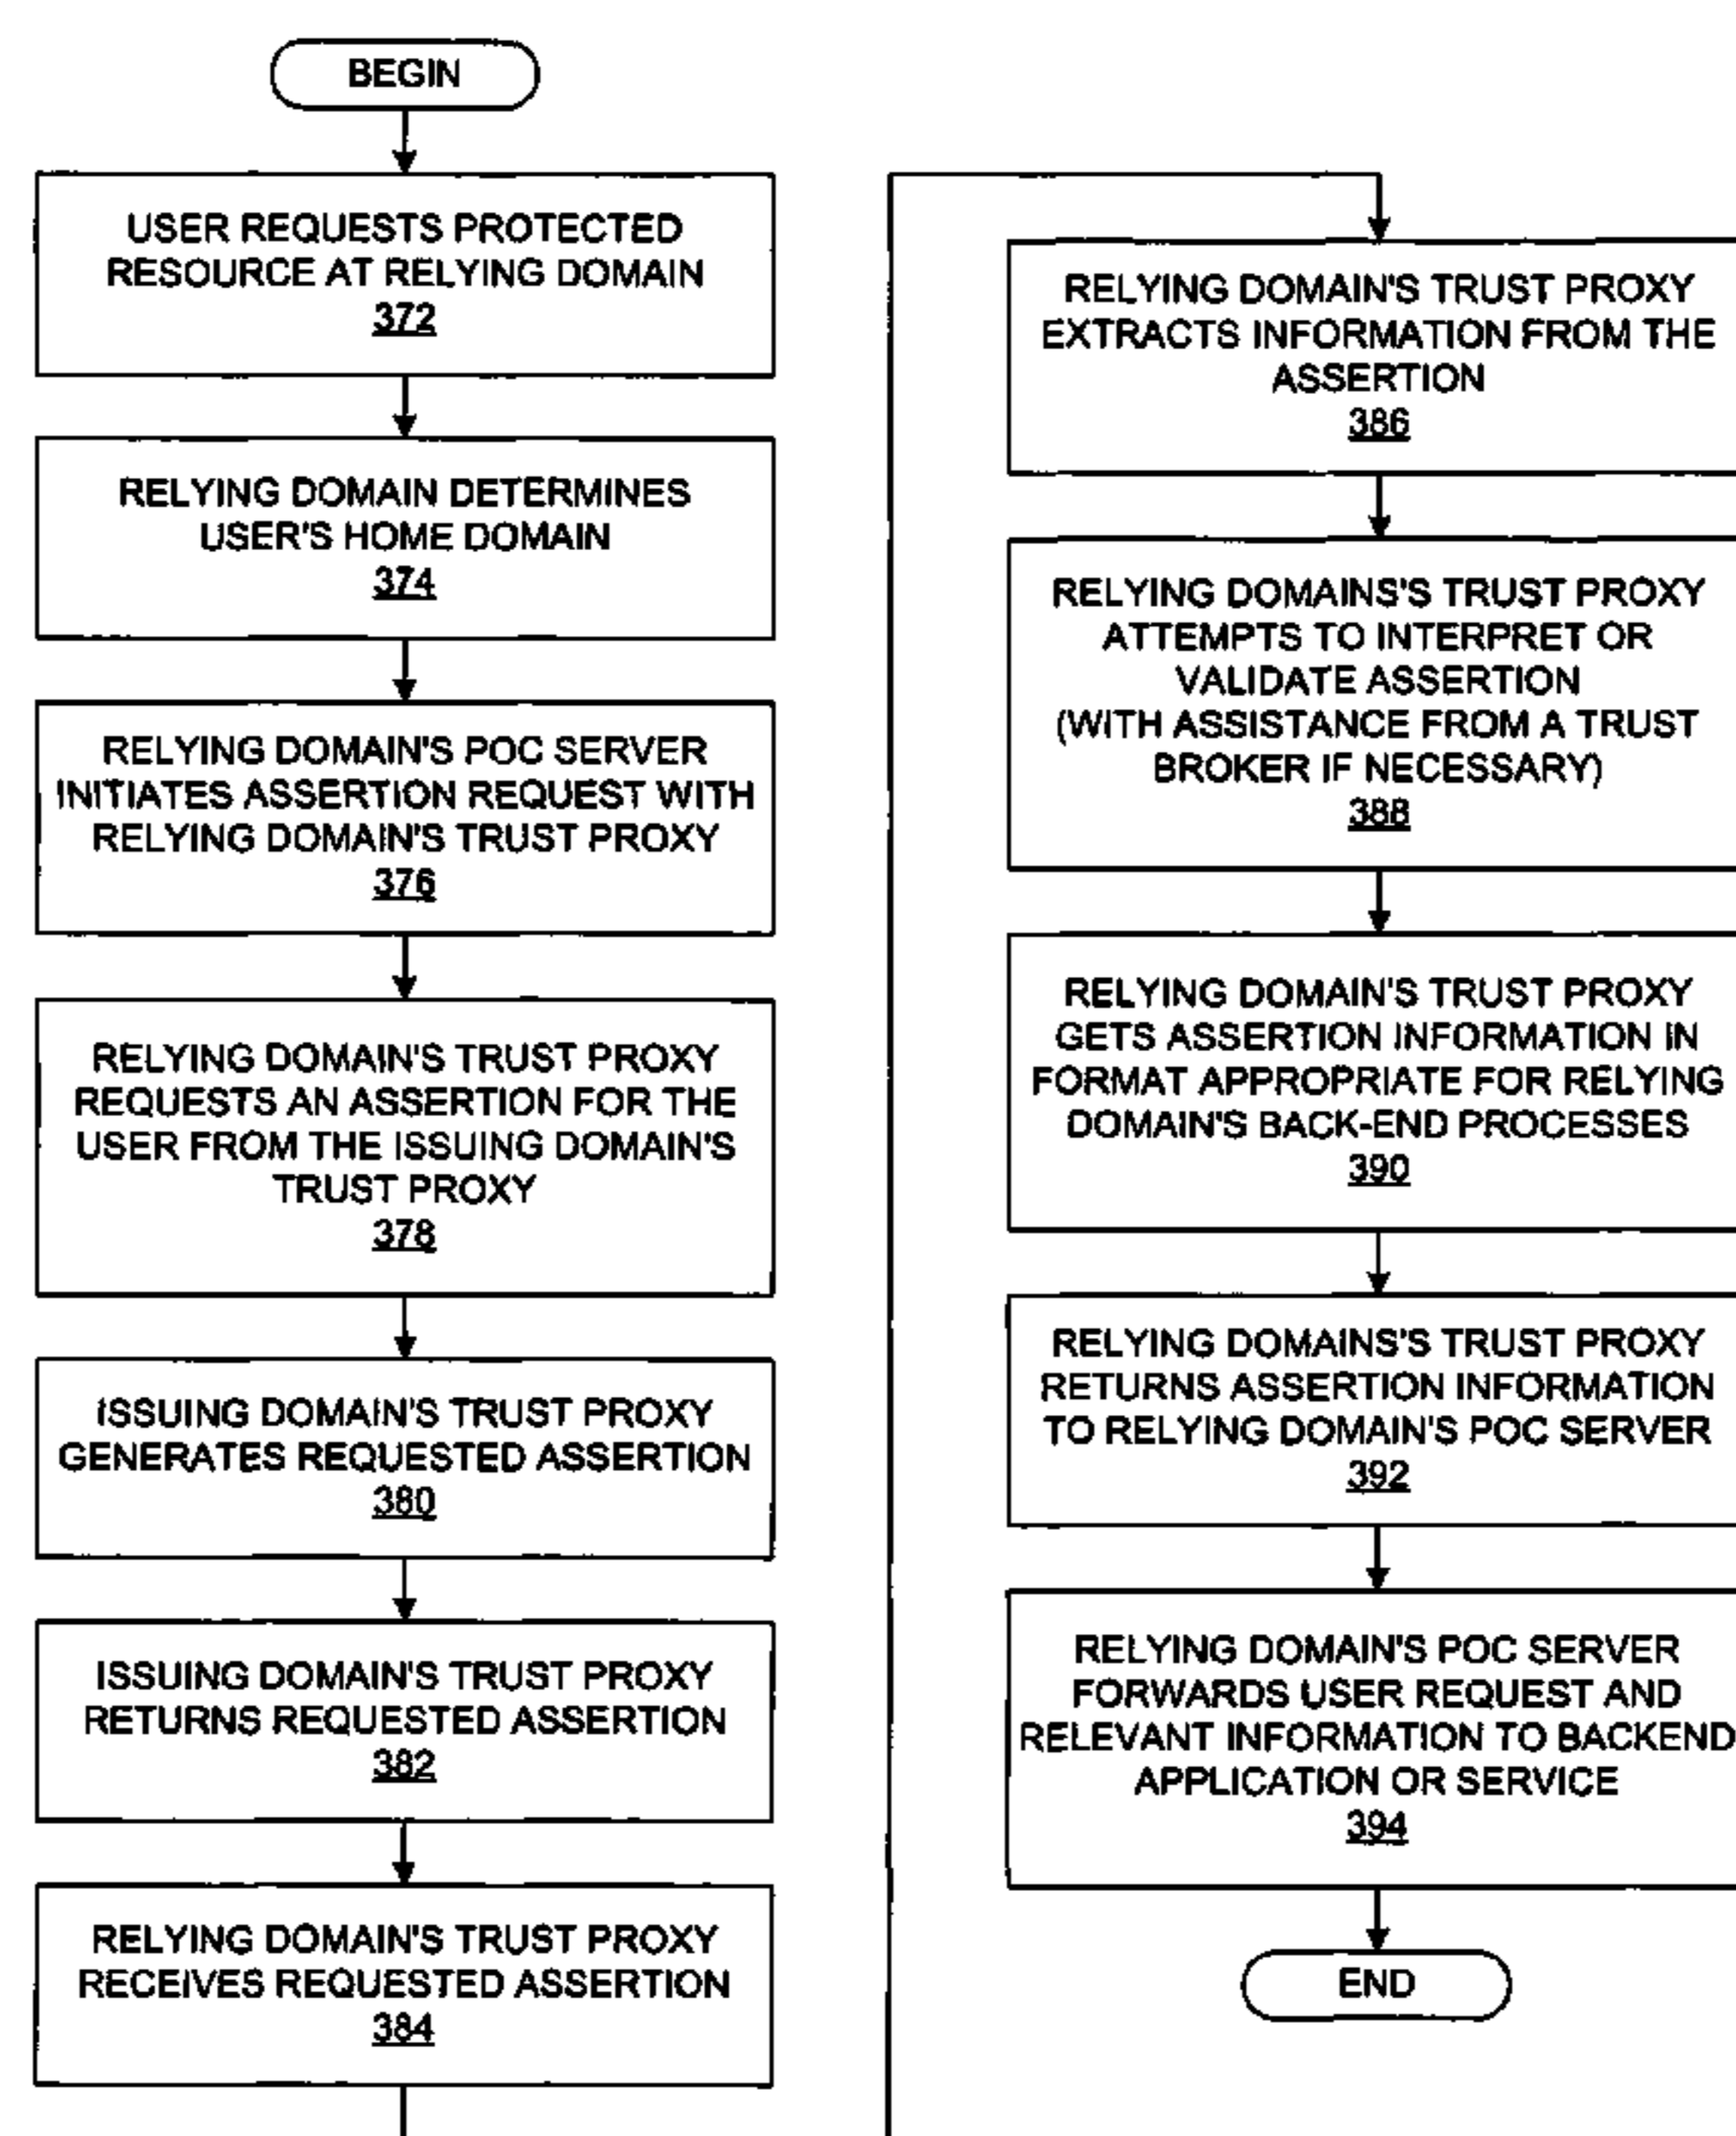 BEGIN
USER REQUESTS PROTECTED
RESOURCE AT RELYING DOMAIN
372
RELYING DOMAIN DETERMINES
USER'S HOME DOMAIN
374
RELYING DOMAIN'S POC SERVER
INITIATES ASSERTION REQUEST WITH
RELYING DOMAIN'S TRUST PROXY
376
RELYING DOMAIN'S TRUST PROXY
REQUESTS AN ASSERTION FOR THE
USER FROM THE ISSUING DOMAIN'S
TRUST PROXY
378
ISSUING DOMAIN'S TRUST PROXY
GENERATES REQUESTED ASSERTION
380
ISSUING DOMAIN'S TRUST PROXY
RETURNS REQUESTED ASSERTION
382
RELYING DOMAIN'S TRUST PROXY
RECEIVES REQUESTED ASSERTION
384
RELYING DOMAIN'S TRUST PROXY
EXTRACTS INFORMATION FROM THE
ASSERTION
386
RELYING DOMAINS'S TRUST PROXY
ATTEMPTS TO INTERPRET OR
VALIDATE ASSERTION
(WITH ASSISTANCE FROM A TRUST
BROKER IF NECESSARY)
388
RELYING DOMAIN'S TRUST PROXY
GETS ASSERTION INFORMATION IN
FORMAT APPROPRIATE FOR RELYING
DOMAIN'S BACK-END PROCESSES
390
RELYING DOMAINS'S TRUST PROXY
RETURNS ASSERTION INFORMATION
TO RELYING DOMAIN'S POC SERVER
392
RELYING DOMAIN'S POC SERVER
FORWARDS USER REQUEST AND
RELEVANT INFORMATION TO BACKEND
APPLICATION OR SERVICE
394
END